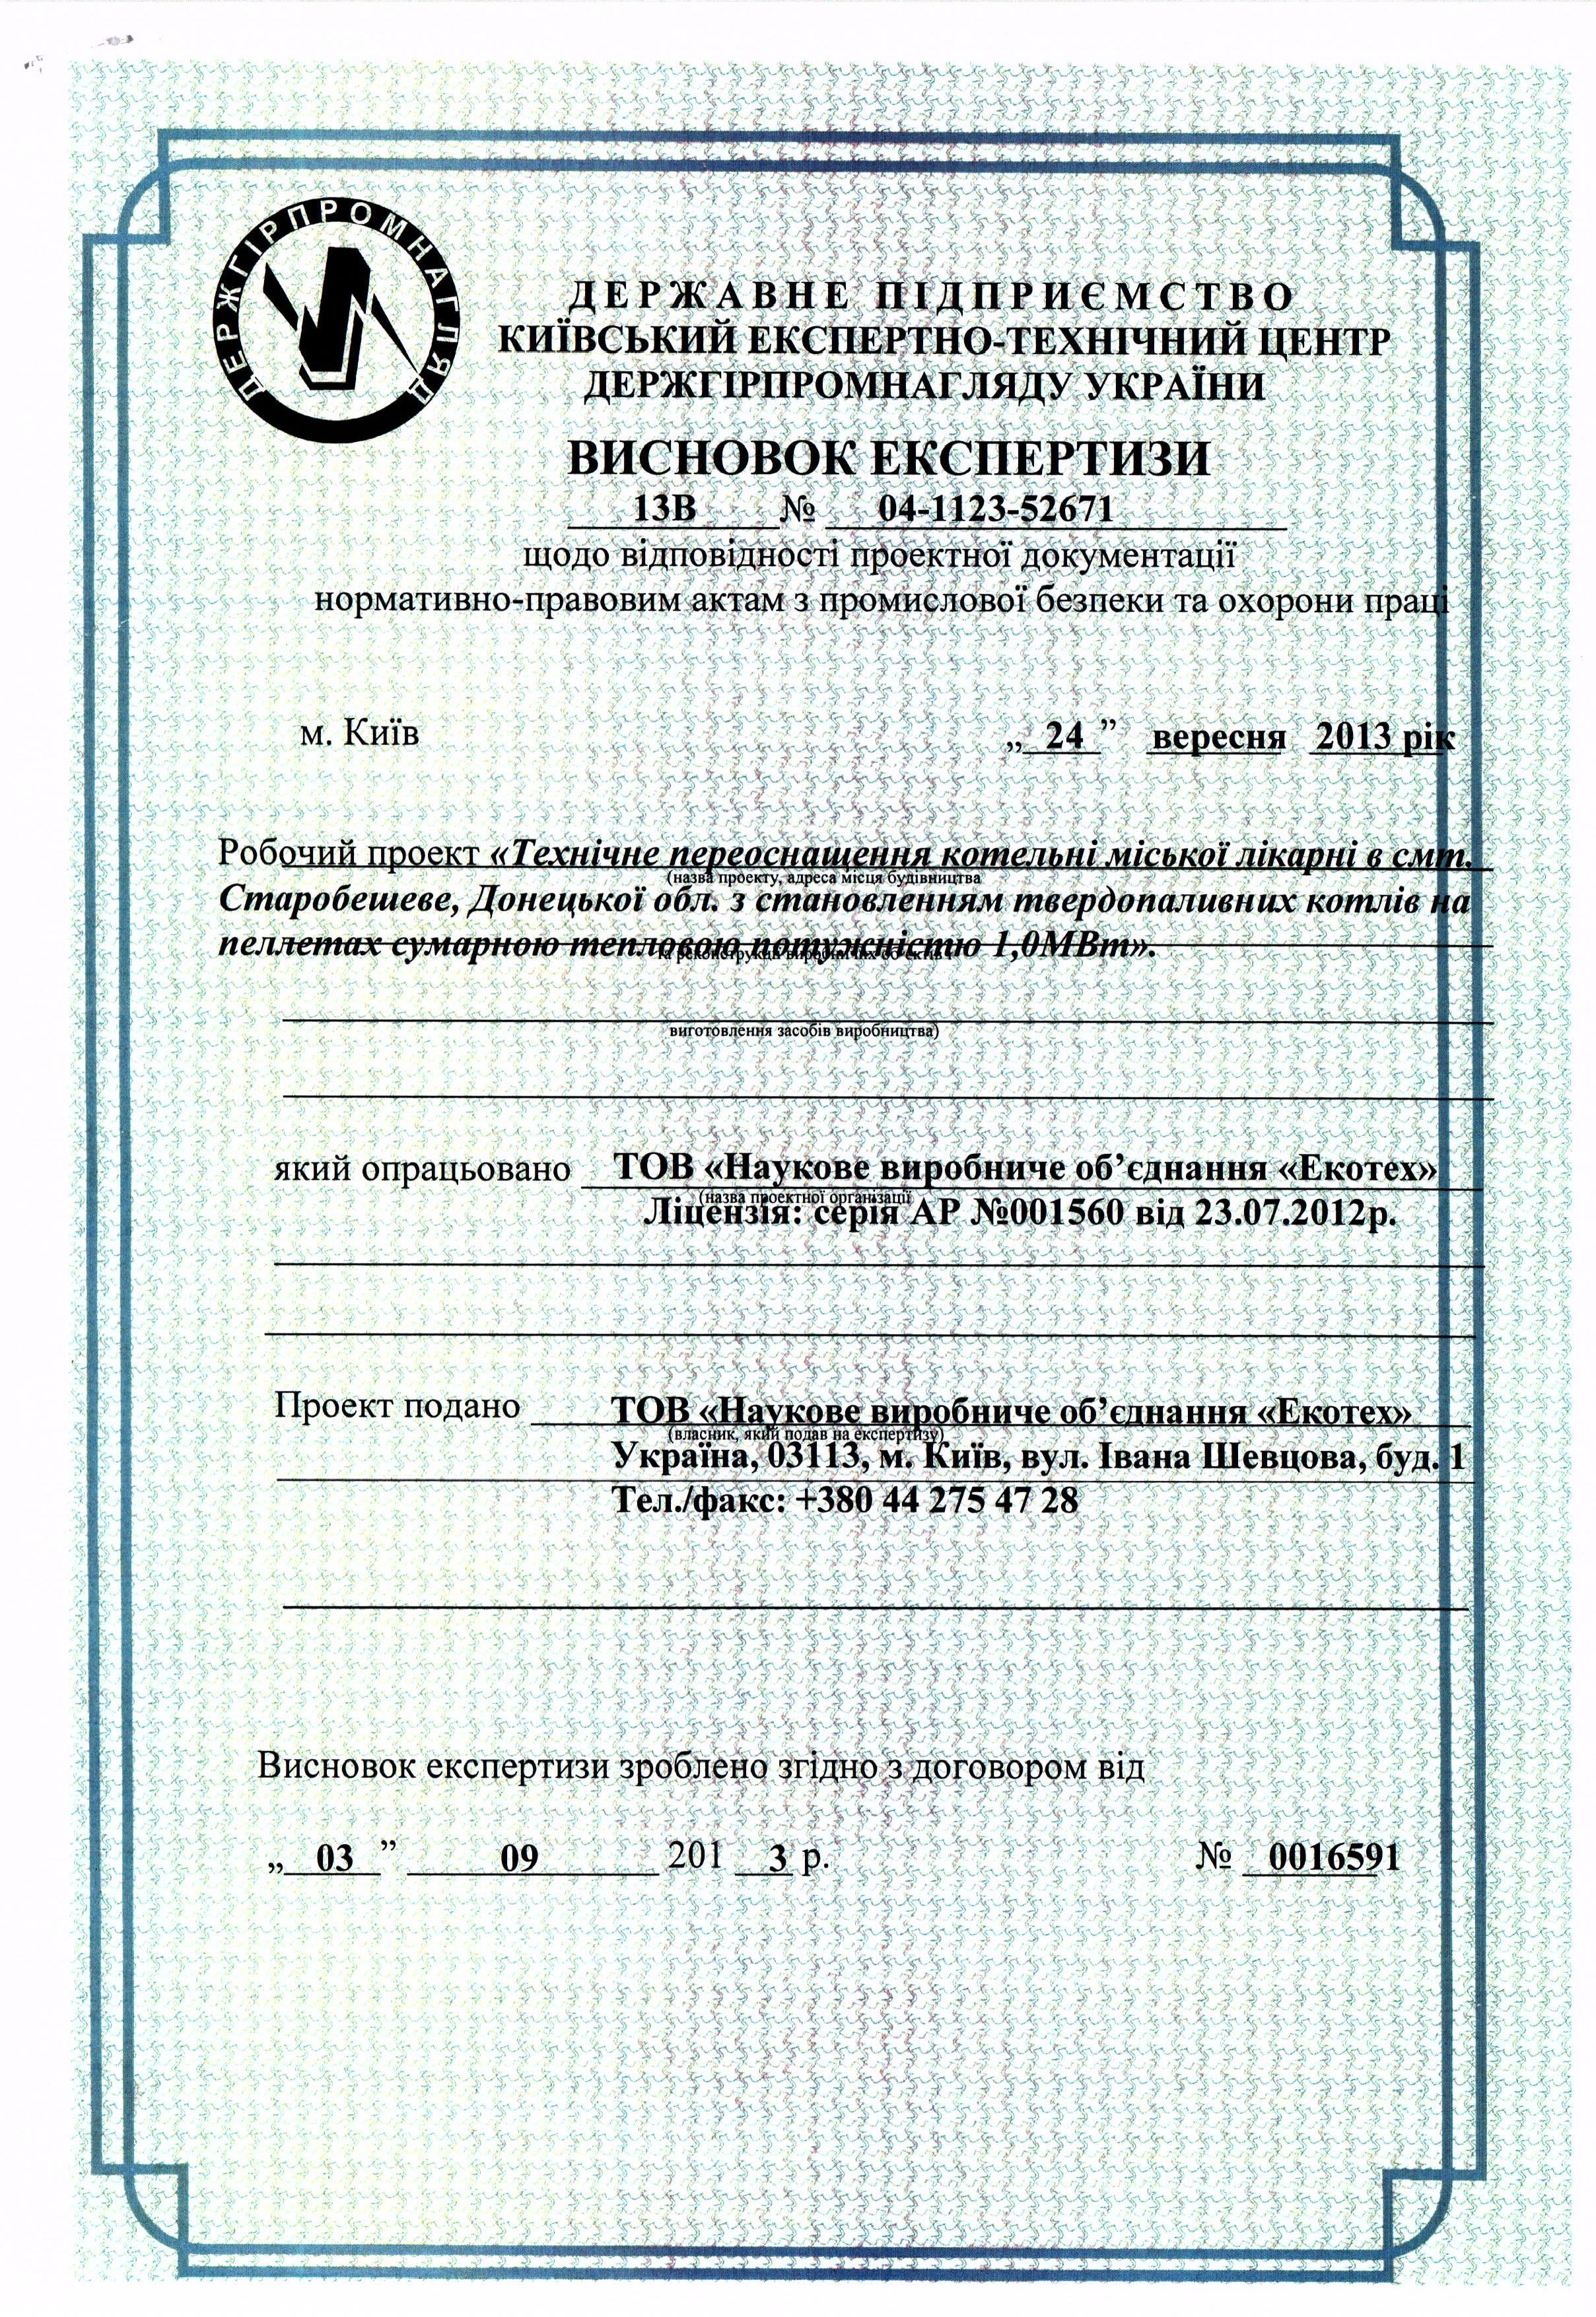 ДЕРЖГІРПРОМНАГЛЯД
ДЕРЖАВНЕ ПІДПРИЄМСТВО
КИЇВСЬКИЙ ЕКСПЕРТНО-ТЕХНІЧНИЙ ЦЕНТР
ДЕРЖГІРПРОМНАГЛЯДУ УКРАЇНИ
ВИСНОВОК ЕКСПЕРТИЗИ
13В № 04-1123-52671
щодо відповідності проектної документації
нормативно-правовим актам з промислової безпеки та охорони праці
м. Київ „ 24 ” вересня 2013 рік
Робочий проект «Технічне переоснащення котельні міської лікарні в смт.
(назва проекту, адреса місця будівництва
Старобешеве, Донецької обл. з становленням твердопаливних котлів на
пеллетах сумарною тепловою потужністю 1,0МВт».
та реконструкції виробничих об'єктів і
виготовлення засобів виробництва)
який опрацьовано ТОВ «Наукове виробниче об’єднання «Екотех»
(назва проектної організації
Ліцензія: серія АР №001560 від 23.07.2012р.
Проект подано ТОВ «Наукове виробниче об’єднання «Екотех»
(власник, який подав на експертизу)
Україна, 03113, м. Київ, вул. Івана Шевцова, буд. 1
Тел./факс: +380 44 275 47 28
Висновок експертизи зроблено згідно з договором від
„ 03 ” 09 201 3 р. № 0016591